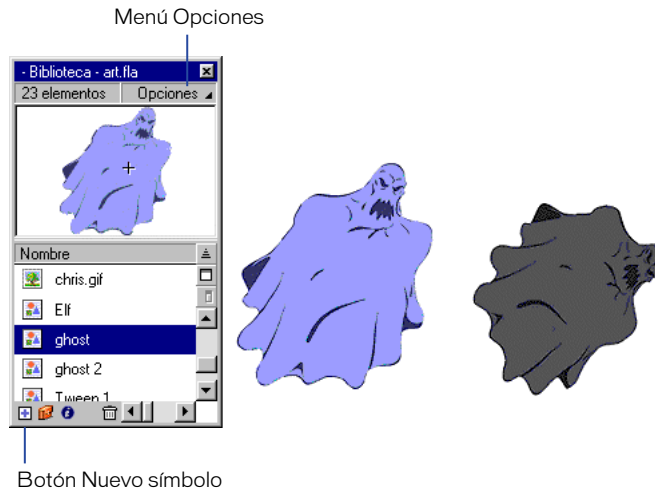 Menú Opciones
- Biblioteca - art.fla
23 elementos Opciones
Nombre
chris.gif
Elf
ghost
ghost 2
Tween 1
Botón Nuevo símbolo